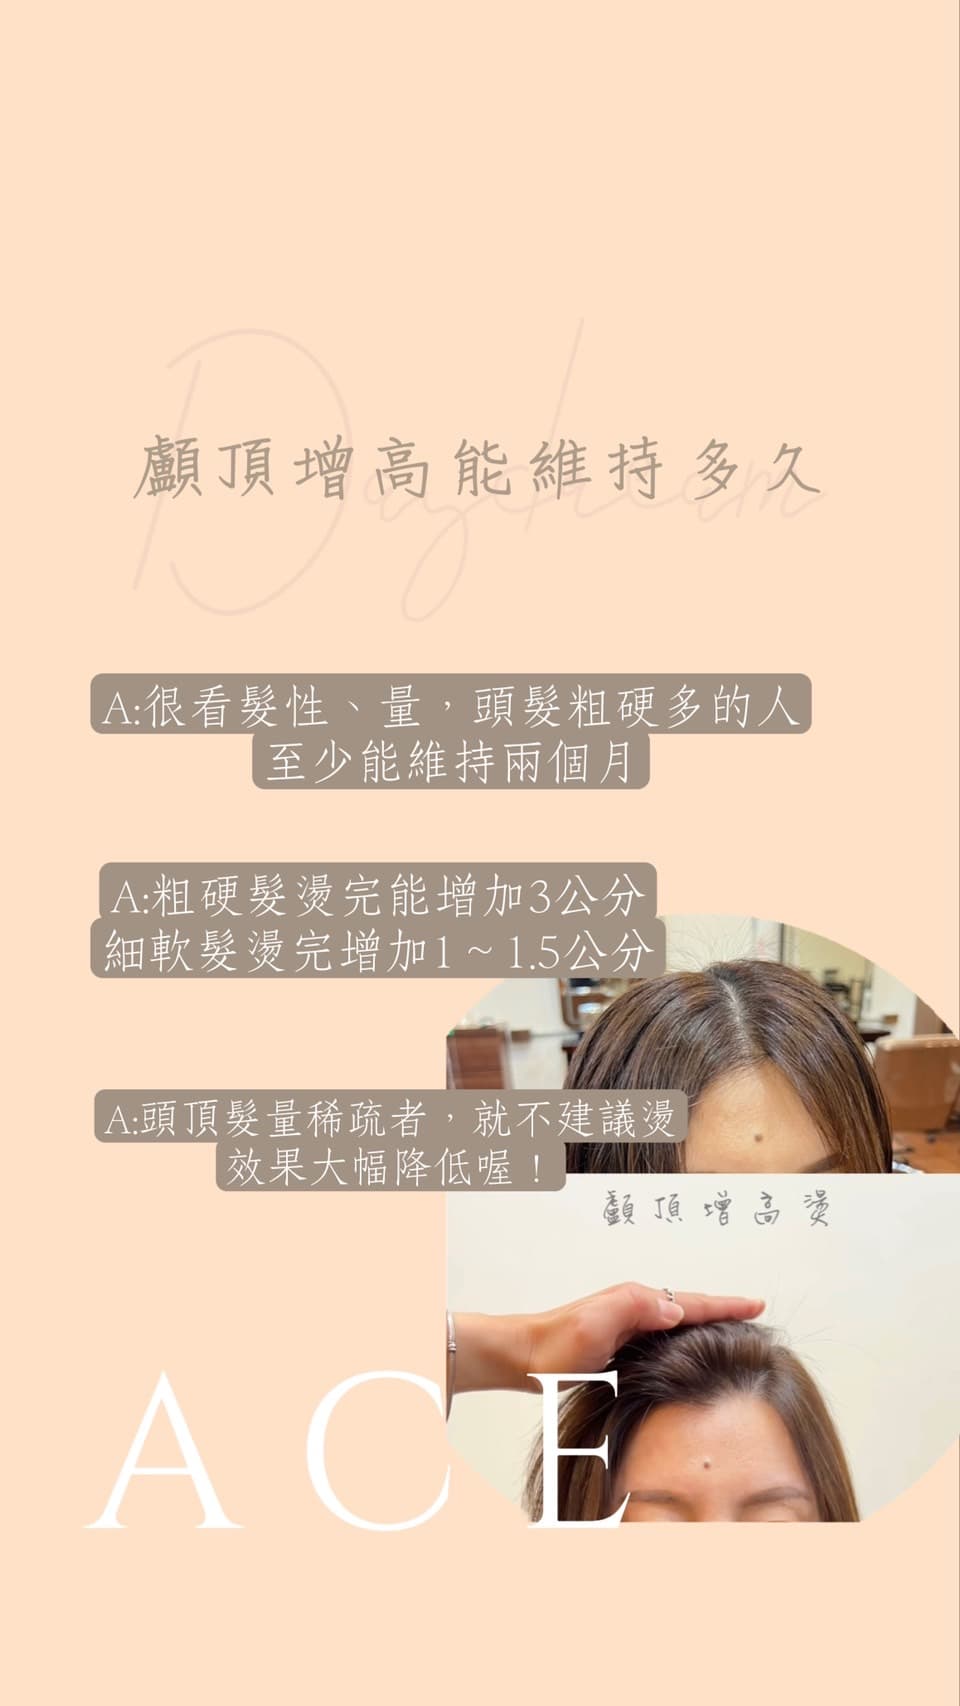 Daydream
顱頂增高能維持多久
A:很看髮性、量，頭髮粗硬多的人
至少能維持兩個月
A:粗硬髮燙完能增加3公分
細軟髮燙完增加1~1.5公分
A:頭頂髮量稀疏者，就不建議燙
效果大幅降低喔！
顱頂增高燙
ACE